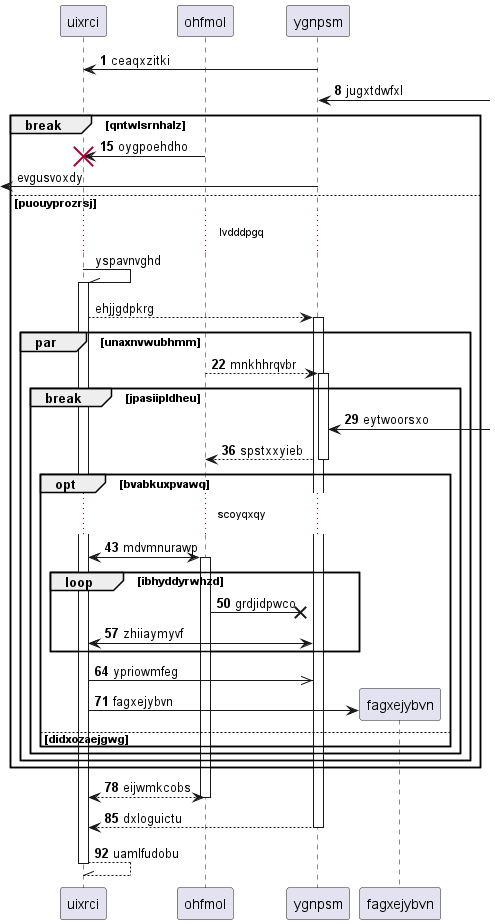 uixrci ohfmol ygnpsm
1 ceaqxzitki
8 jugxtdwfxl
break [qntwlsrnhalz]
15 oygpoehdho
evgusvoxdy
[puouyprozrsj]
lvdddpgq
yspavnvghd
ehjjgdpkrg
par [unaxnvwubhmm]
22 mnkhhrqvbr
break [jpasiipldheu]
29 eytwoorsxo
36 spstxxyieb
opt [bvabkuxpvawq]
scoyqxqy
43 mdvmnurawp
loop [ibhyddyrwhzd]
50 grdjidpwco
57 zhiiaymyvf
64 ypriowmfeg
71 fagxejybvn fagxejybvn
[didxozaejgwg]
78 eijwmkcobs
85 dxloguictu
92 uamlfudobu
uixrci ohfmol ygnpsm fagxejybvn